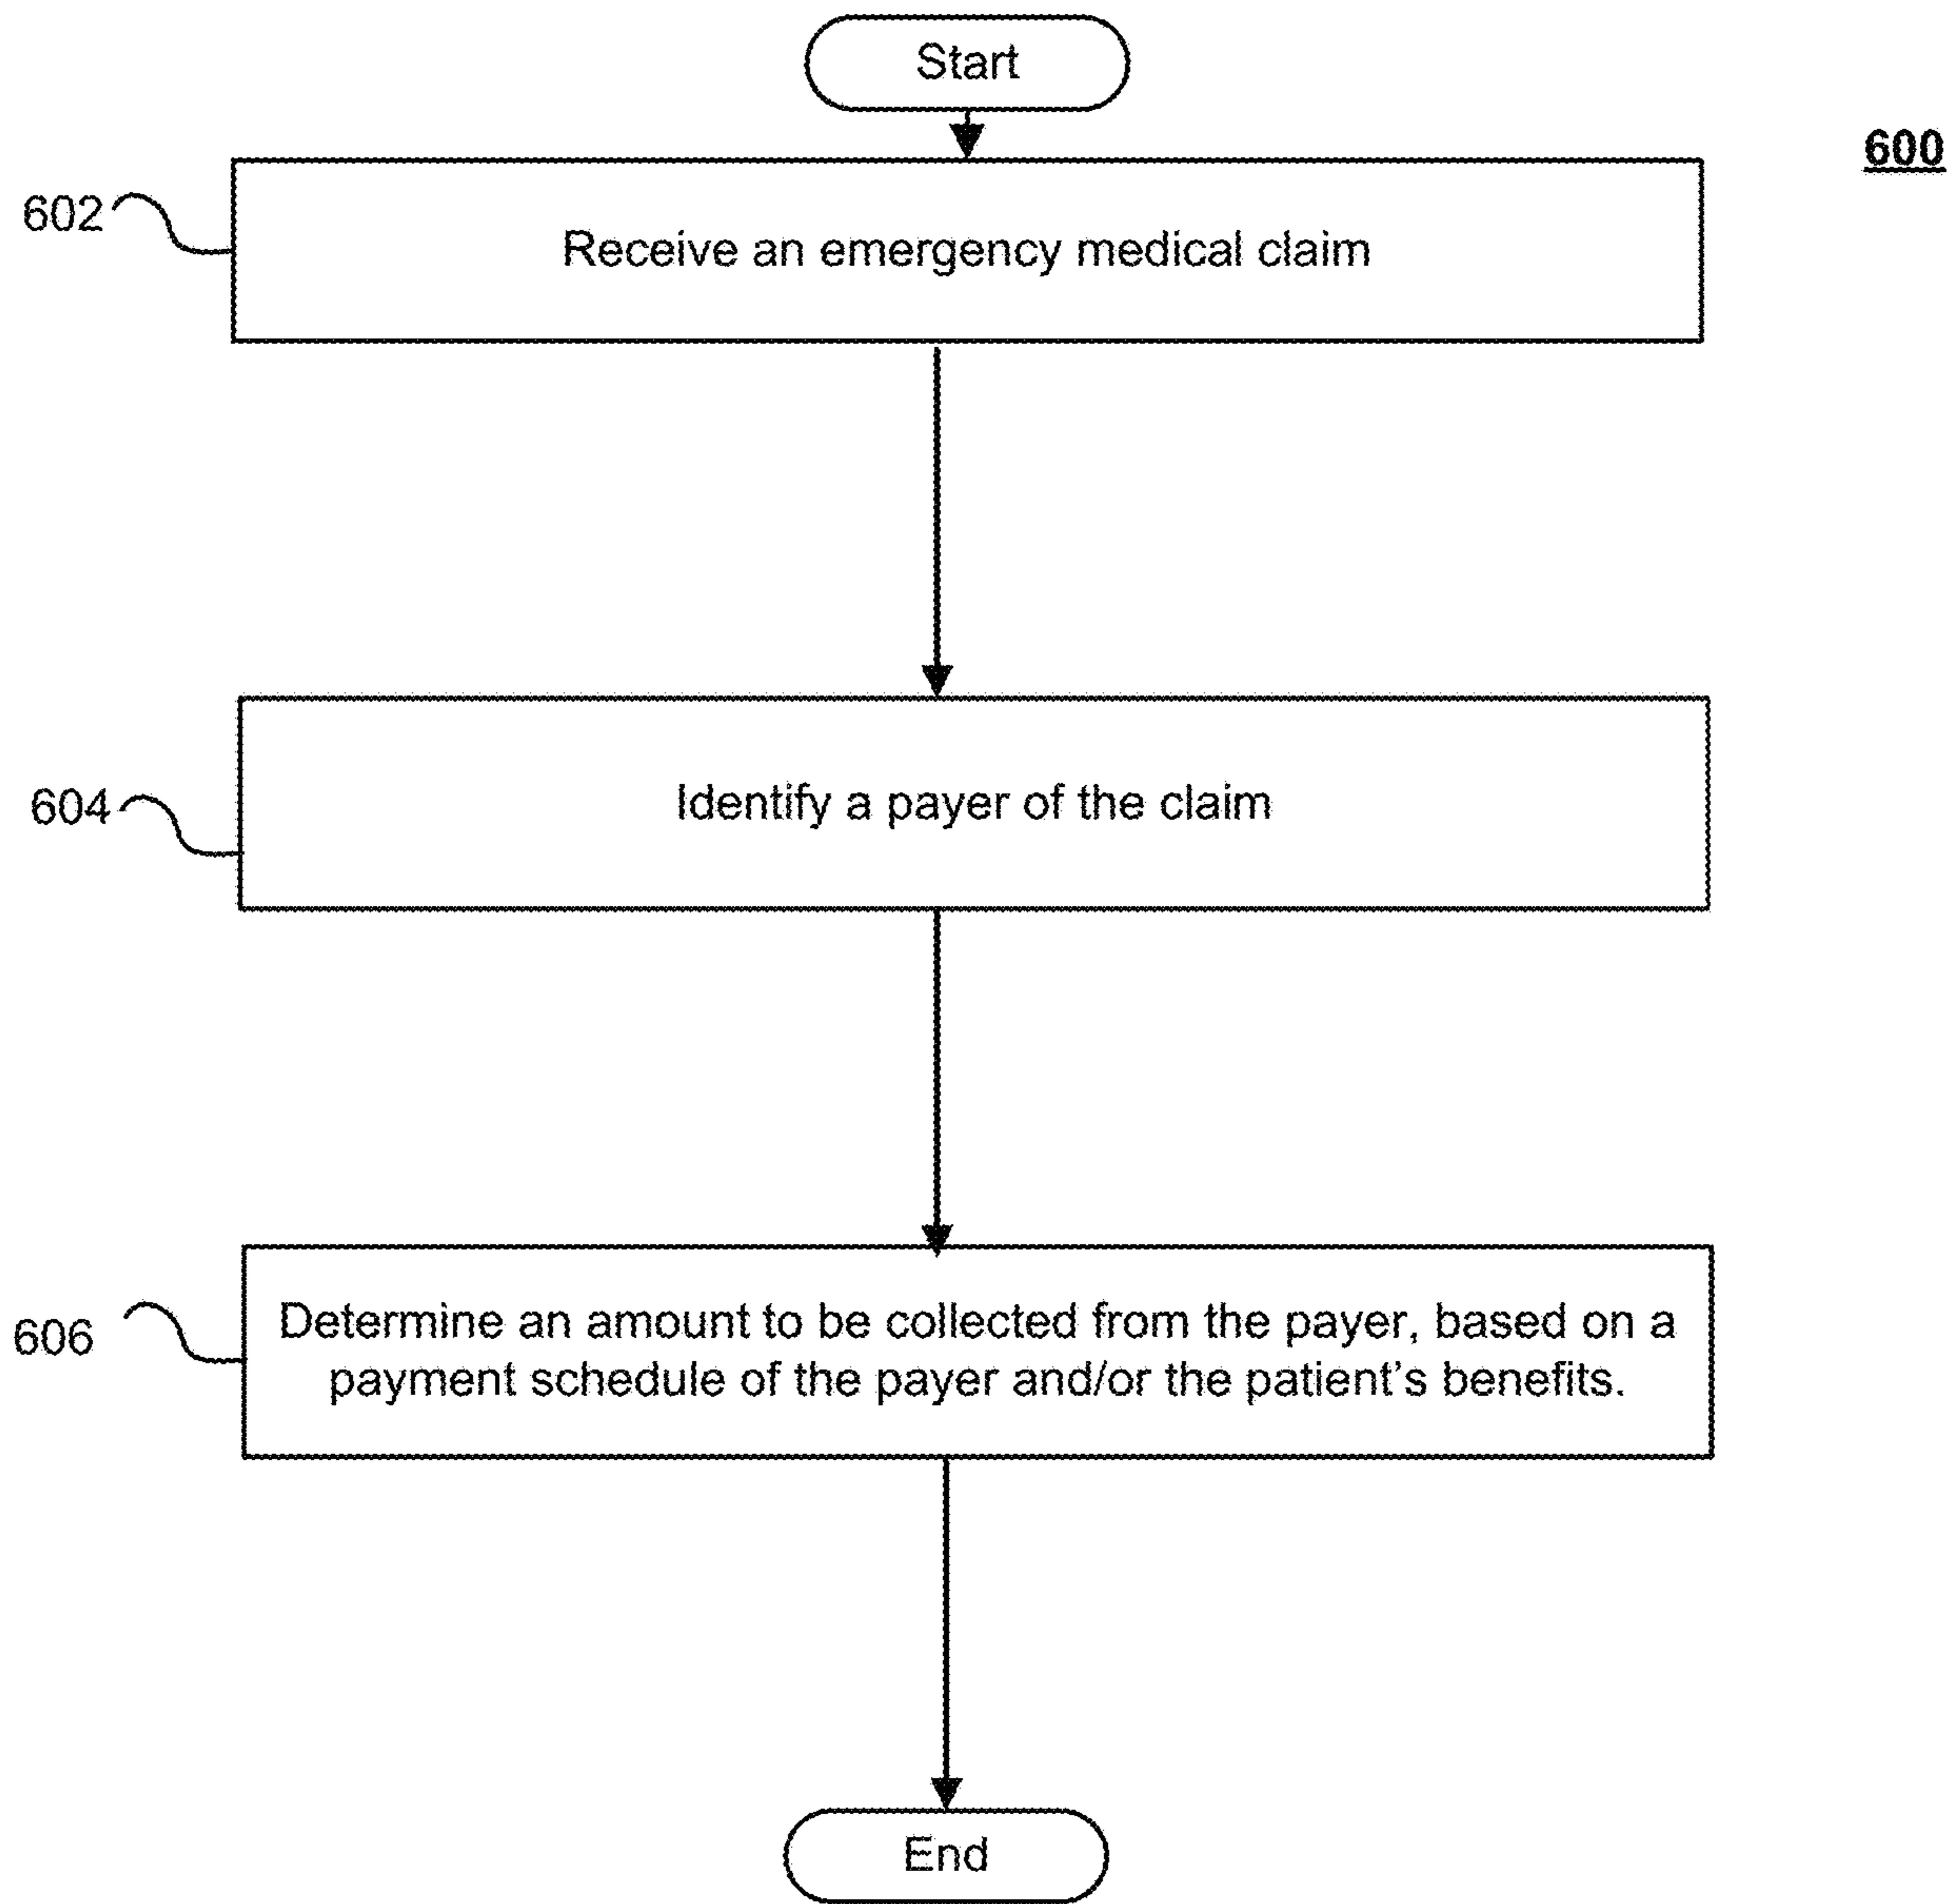 Start
600
602
Receive an emergency medical claim
604
Identify a payer of the claim
606
Determine an amount to be collected from the payer, based on a
payment schedule of the payer and/or the patient's benefits.
End